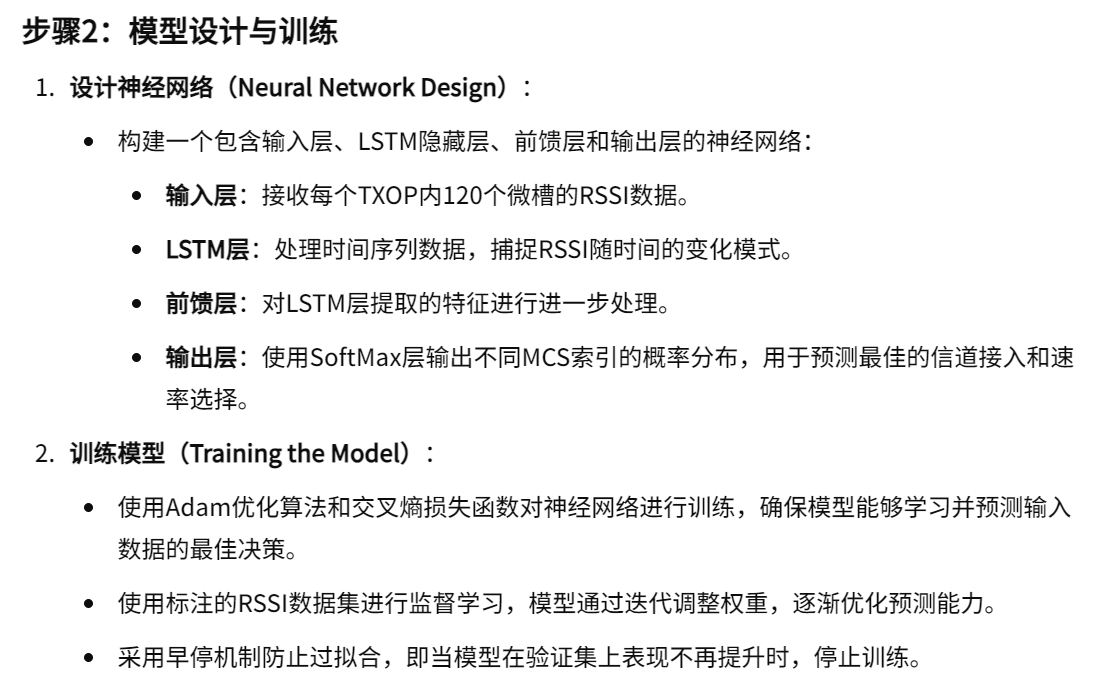 步骤2：模型设计与训练
1. 设计神经网络（Neural Network Design）：
• 构建一个包含输入层、LSTM隐藏层、前馈层和输出层的神经网络：
• 输入层：接收每个TXOP内120个微槽的RSSI数据。
• LSTM层：处理时间序列数据，捕捉RSSI随时间的变化模式。
• 前馈层：对LSTM层提取的特征进行进一步处理。
• 输出层：使用SoftMax层输出不同MCS索引的概率分布，用于预测最佳的信道接入和速
率选择。
2. 训练模型（Training the Model）：
• 使用Adam优化算法和交叉熵损失函数对神经网络进行训练，确保模型能够学习并预测输入
数据的最佳决策。
• 使用标注的RSSI数据集进行监督学习，模型通过迭代调整权重，逐渐优化预测能力。
• 采用早停机制防止过拟合，即当模型在验证集上表现不再提升时，停止训练。